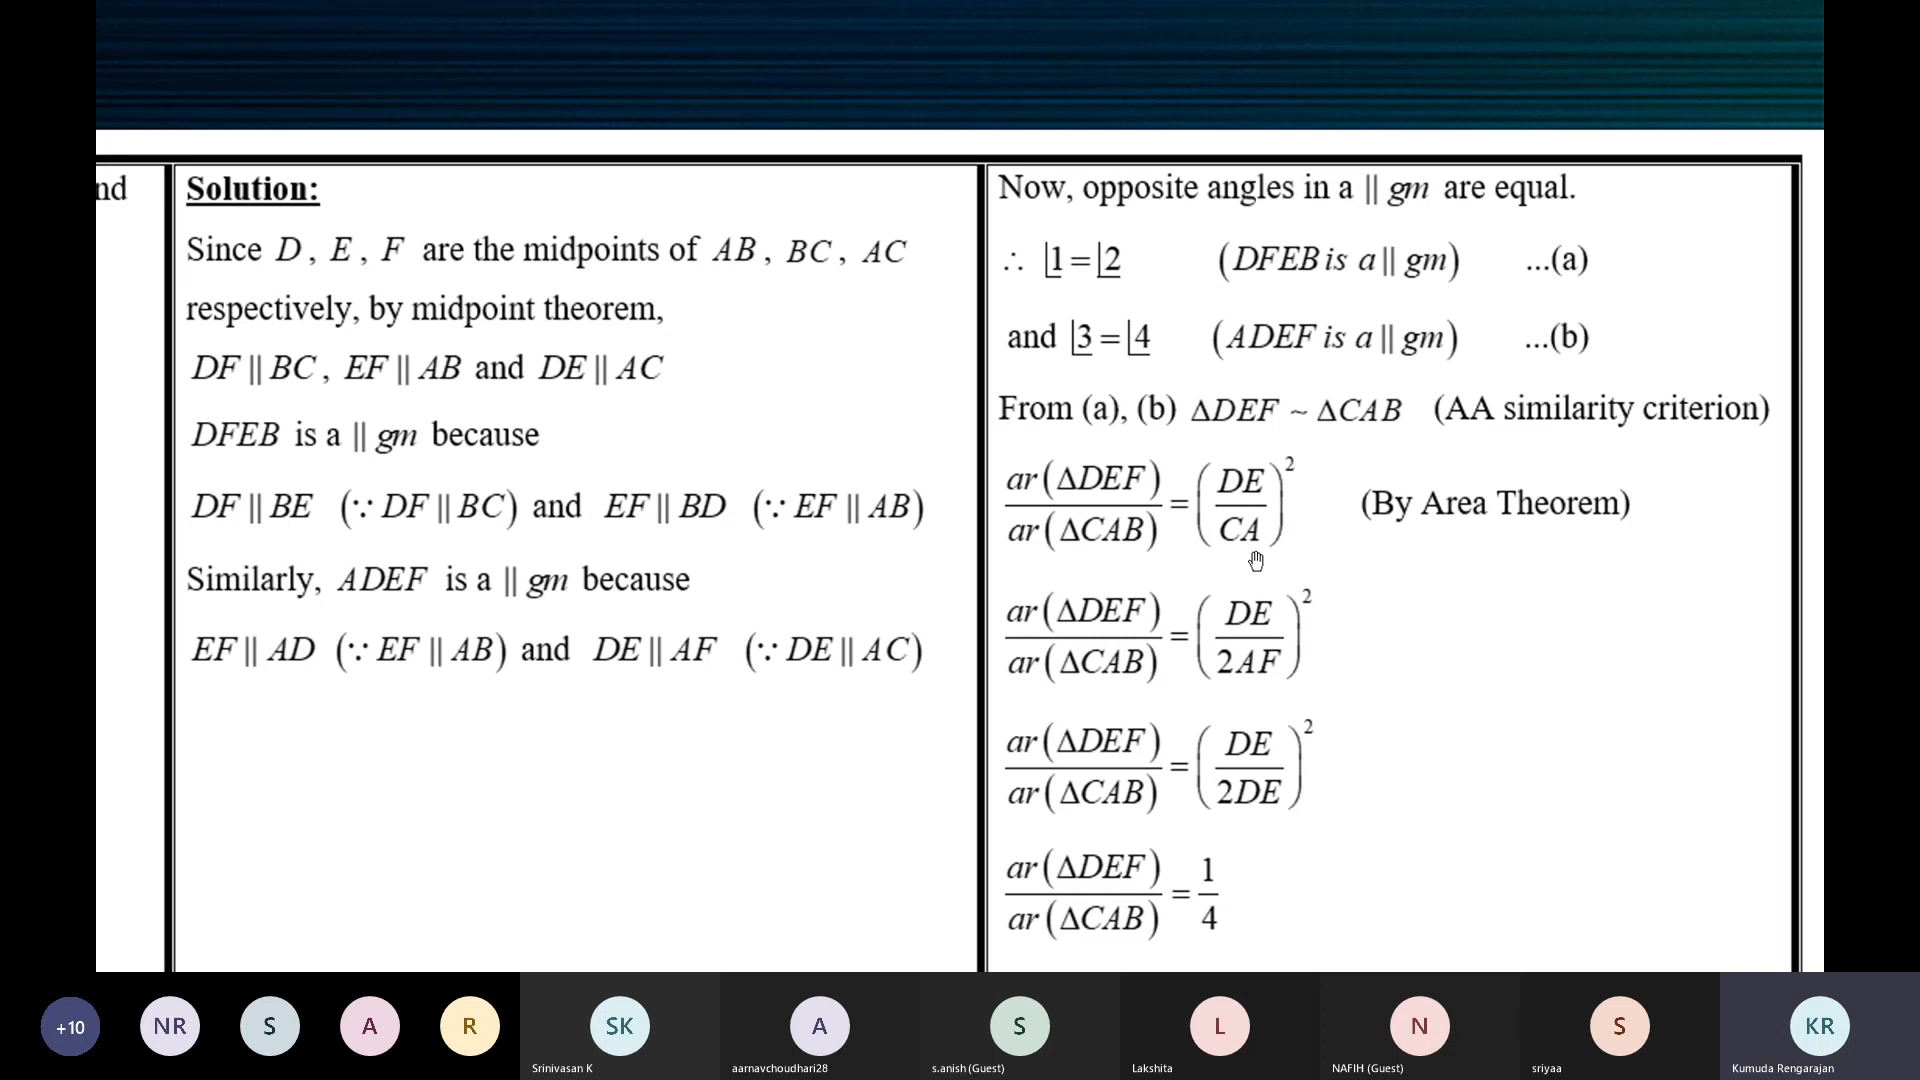 nd
Solution:
Since D, E, F are the midpoints of AB, BC, AC
respectively, by midpoint theorem,
DF || BC, EF || AB and DE || AC
DFEB is a || gm because
DF || BE (∵ DF || BC) and EF || BD (∵ EF || AB)
Similarly, ADEF is a || gm because
EF || AD (∵ EF || AB) and DE || AF (∵ DE || AC)
Now, opposite angles in a || gm are equal.
∴ ⌊1 = ⌊2 (DFEB is a || gm) ...(a)
and ⌊3 = ⌊4 (ADEF is a || gm) ...(b)
From (a), (b) ΔDEF ~ ΔCAB (AA similarity criterion)
ar(ΔDEF)/ar(ΔCAB) = (DE/CA)² (By Area Theorem)
ar(ΔDEF)/ar(ΔCAB) = (DE/2AF)²
ar(ΔDEF)/ar(ΔCAB) = (DE/2DE)²
ar(ΔDEF)/ar(ΔCAB) = 1/4
+10 NR S A R SK A S L N S KR
Srinivasan K aarnavchoudhari28 s.anish (Guest) Lakshita NAFIH (Guest) sriyaa Kumuda Rengarajan